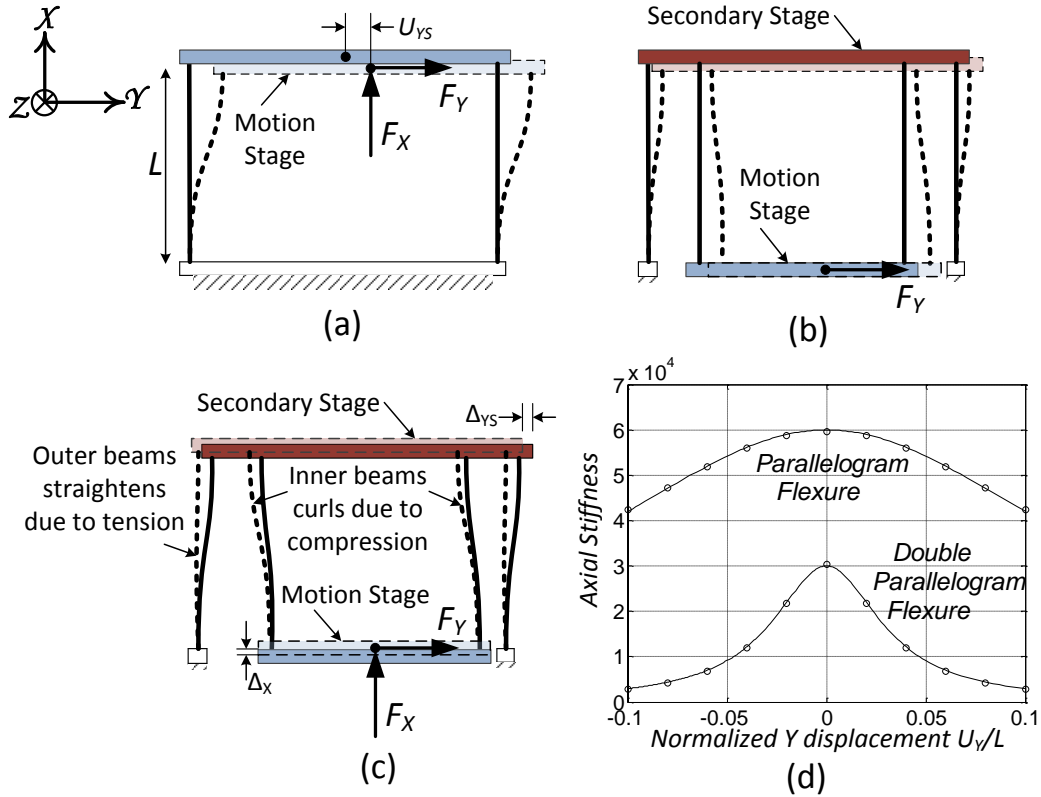 X
Y
Z
U_YS
F_Y
F_X
Motion
Stage
L
(a)
Secondary Stage
Motion
Stage
F_Y
(b)
Secondary Stage
Δ_YS
Outer beams
straightens
due to tension
Inner beams
curls due to
compression
Motion Stage
F_Y
Δ_X
F_X
(c)
7 x 10^4
6
5
4
3
2
1
0
Axial Stiffness
Parallelogram
Flexure
Double
Parallelogram
Flexure
-0.1 -0.05 0 0.05 0.1
Normalized Y displacement U_Y/L
(d)